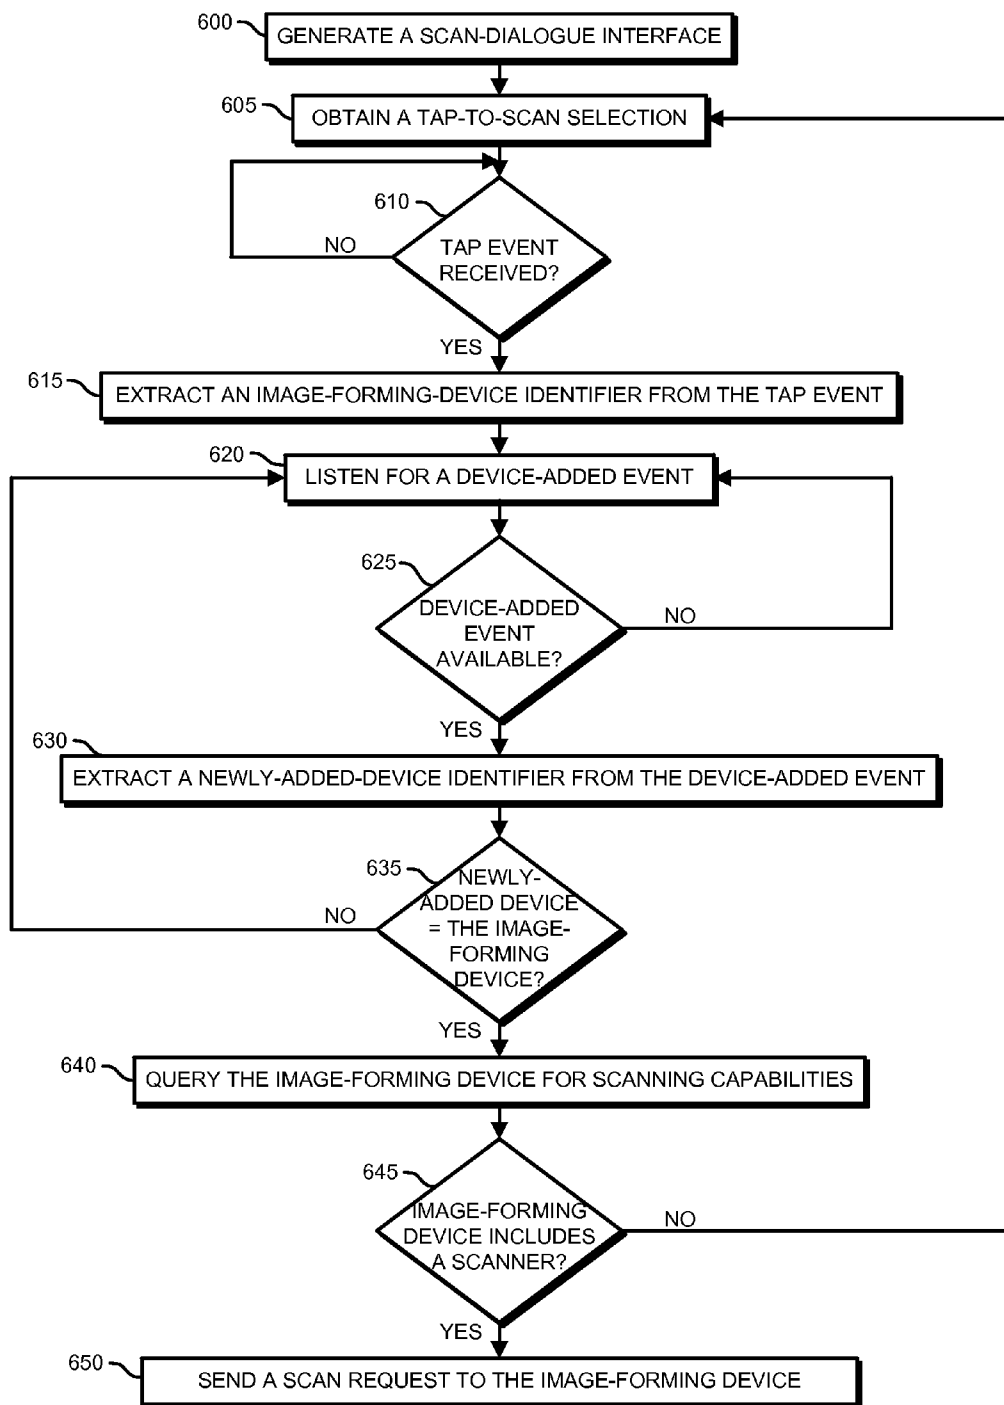 600
GENERATE A SCAN-DIALOGUE INTERFACE
605
OBTAIN A TAP-TO-SCAN SELECTION
610
TAP EVENT
RECEIVED?
NO
YES
615
EXTRACT AN IMAGE-FORMING-DEVICE IDENTIFIER FROM THE TAP EVENT
620
LISTEN FOR A DEVICE-ADDED EVENT
625
DEVICE-ADDED
EVENT
AVAILABLE?
NO
YES
630
EXTRACT A NEWLY-ADDED-DEVICE IDENTIFIER FROM THE DEVICE-ADDED EVENT
635
NEWLY-
ADDED DEVICE
= THE IMAGE-
FORMING
DEVICE?
NO
YES
640
QUERY THE IMAGE-FORMING DEVICE FOR SCANNING CAPABILITIES
645
IMAGE-FORMING
DEVICE INCLUDES
A SCANNER?
NO
YES
650
SEND A SCAN REQUEST TO THE IMAGE-FORMING DEVICE